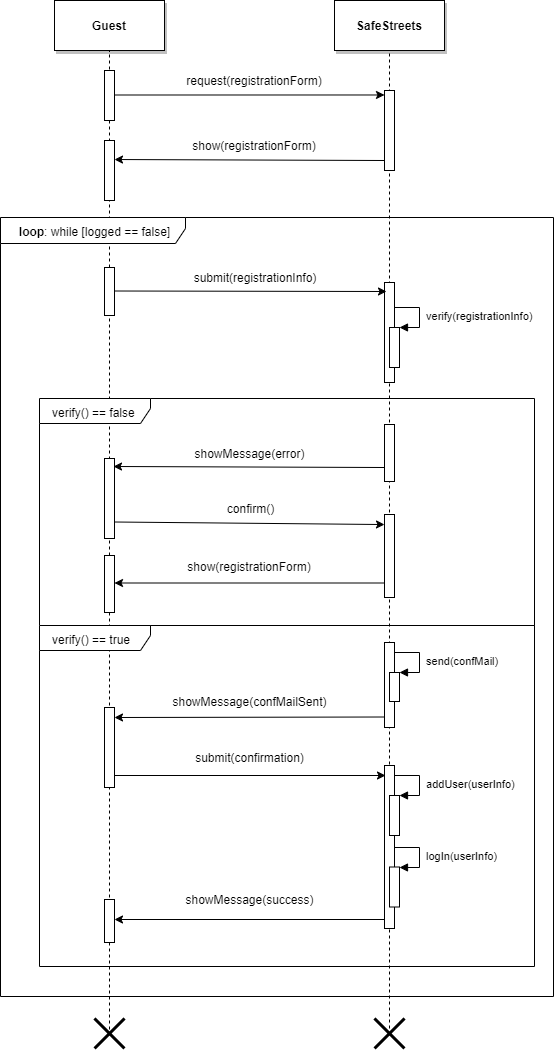 Guest
SafeStreets
request(registrationForm)
show(registrationForm)
loop: while [logged == false]
submit(registrationInfo)
verify(registrationInfo)
verify() == false
showMessage(error)
confirm()
show(registrationForm)
verify() == true
send(confMail)
showMessage(confMailSent)
submit(confirmation)
addUser(userInfo)
logIn(userInfo)
showMessage(success)